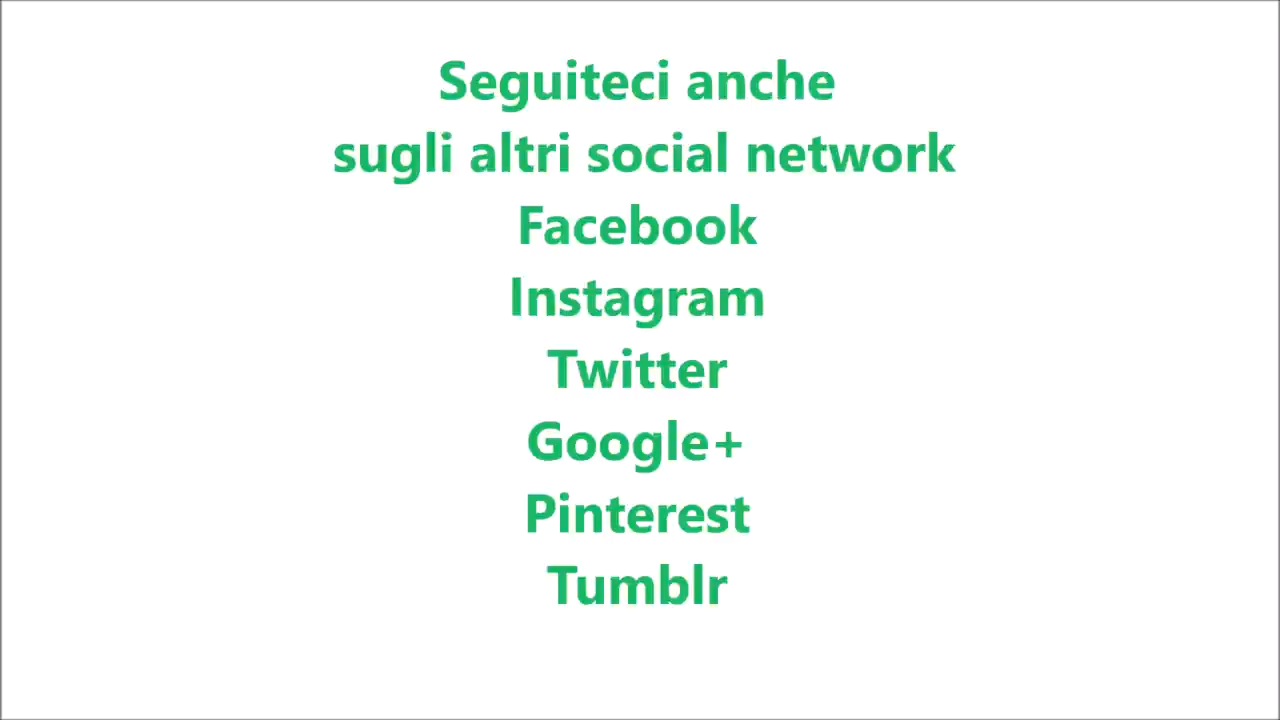 Seguiteci anche
sugli altri social network
Facebook
Instagram
Twitter
Google+
Pinterest
Tumblr